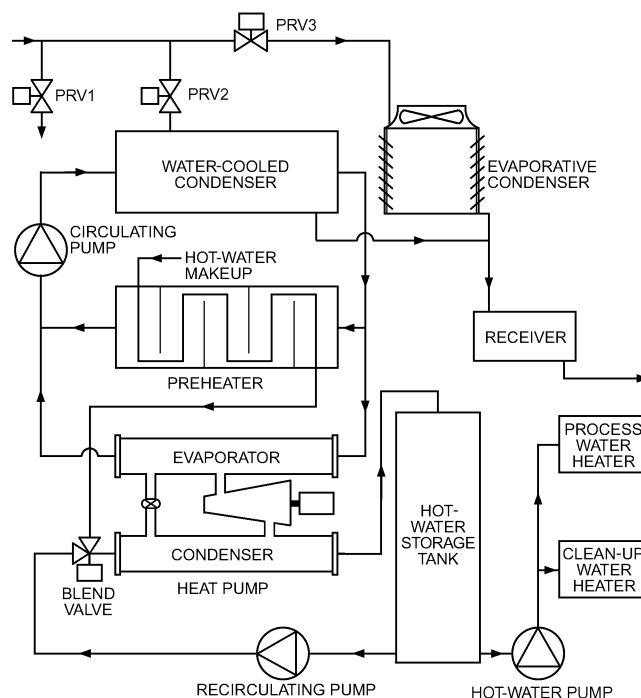 PRV3
PRV1
PRV2
WATER-COOLED
CONDENSER
EVAPORATIVE
CONDENSER
CIRCULATING
PUMP
HOT-WATER
MAKEUP
RECEIVER
PREHEATER
PROCESS
WATER
HEATER
EVAPORATOR
HOT-
WATER
STORAGE
TANK
CONDENSER
CLEAN-UP
WATER
HEATER
HEAT PUMP
BLEND
VALVE
RECIRCULATING PUMP
HOT-WATER PUMP